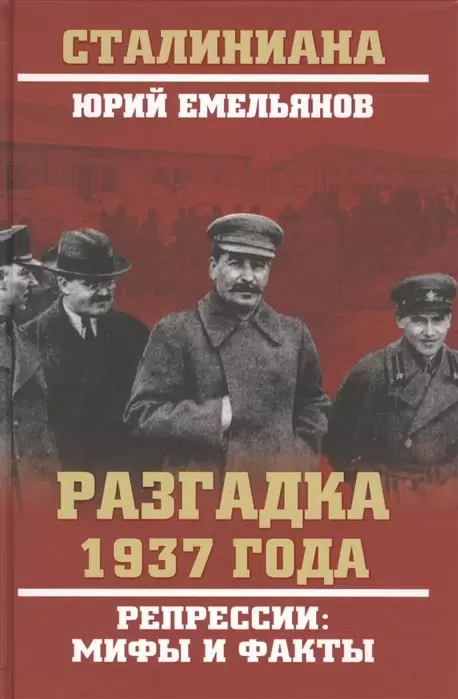 СТАЛИНИАНА
ЮРИЙ ЕМЕЛЬЯНОВ
РАЗГАДКА
1937 ГОДА
РЕПРЕССИИ:
МИФЫ И ФАКТЫ